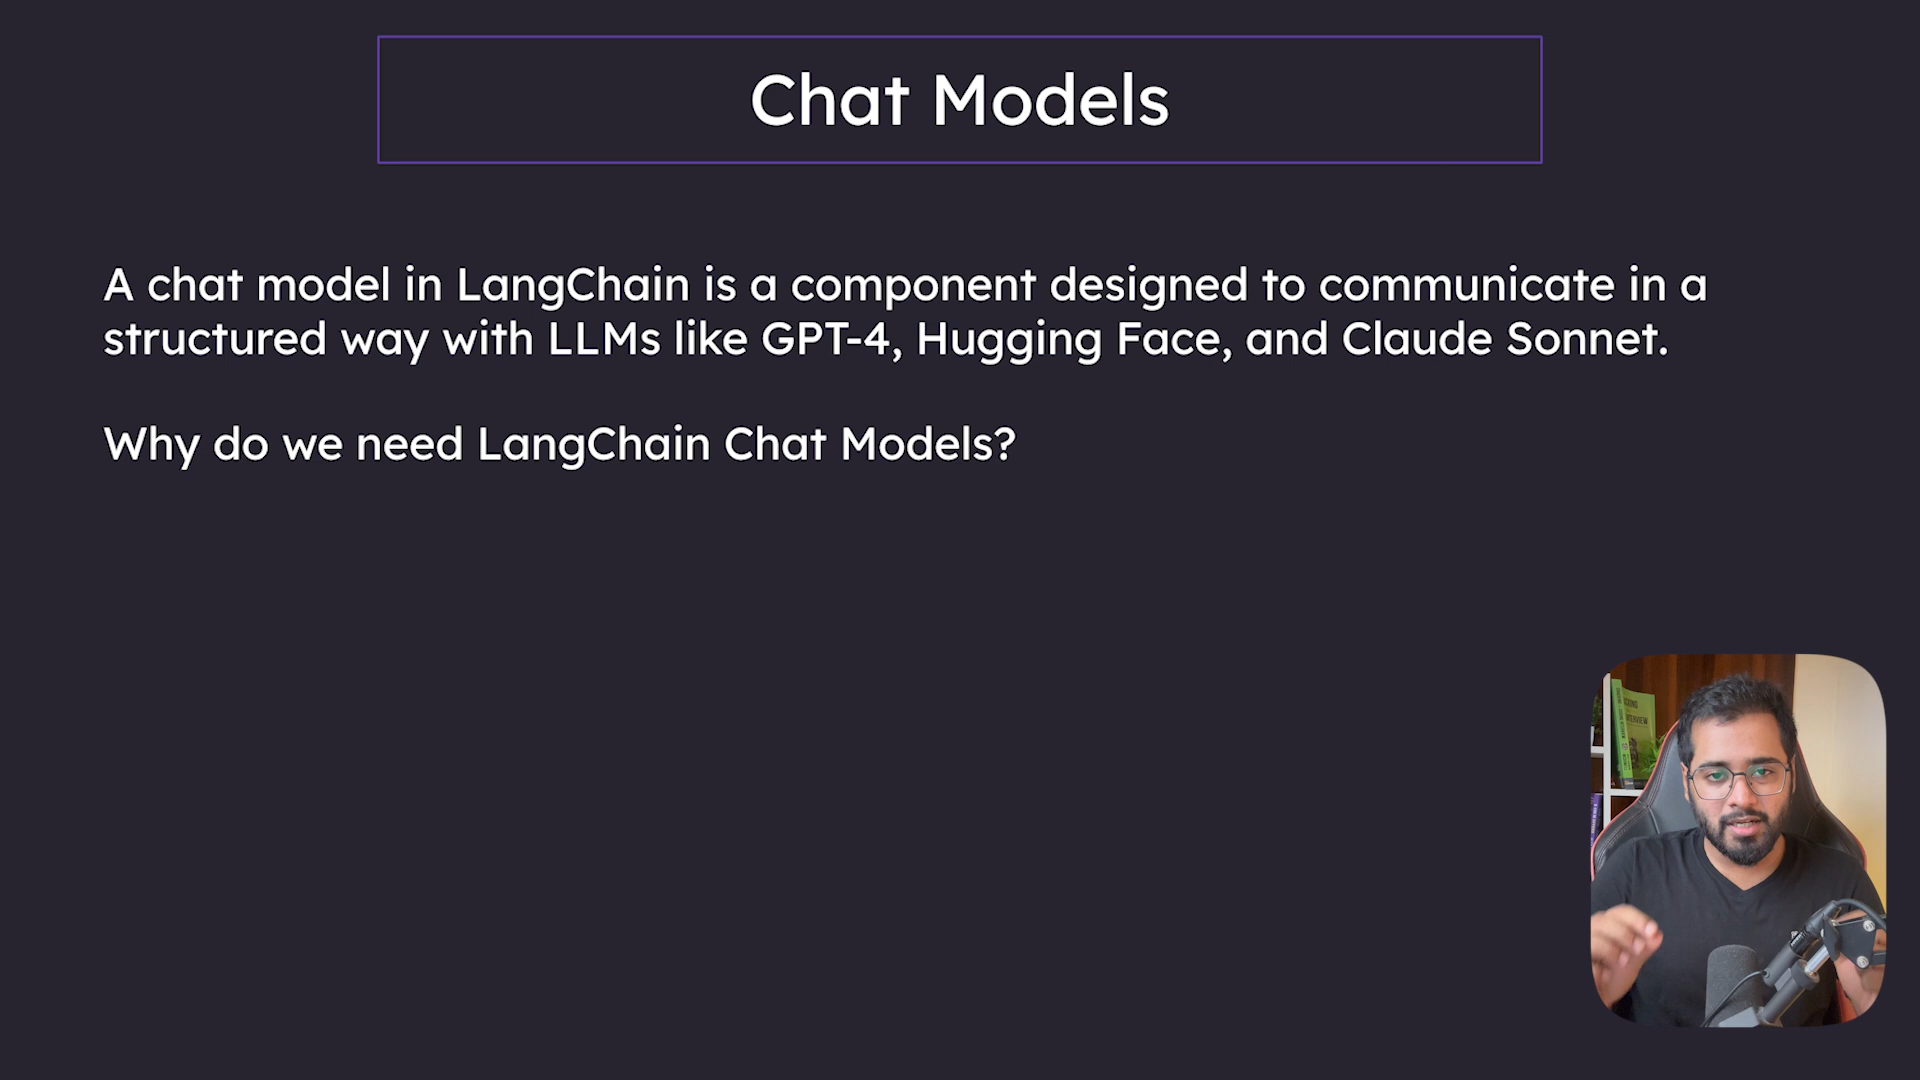 Chat Models
A chat model in LangChain is a component designed to communicate in a
structured way with LLMs like GPT-4, Hugging Face, and Claude Sonnet.
Why do we need LangChain Chat Models?